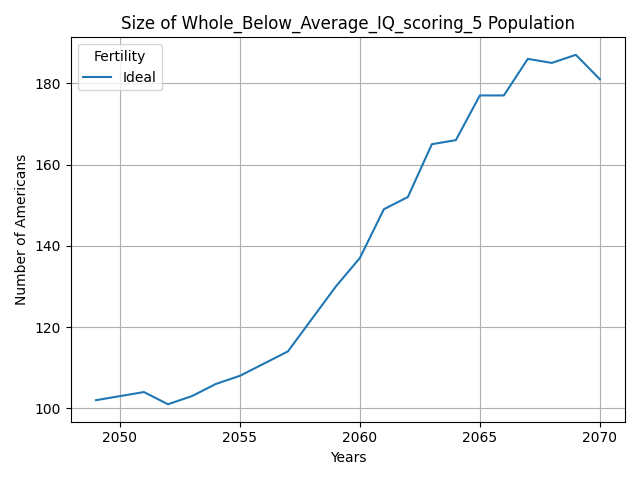 Size of Whole_Below_Average_IQ_scoring_5 Population
Fertility
Ideal
180
160
140
120
100
Number of Americans
2050 2055 2060 2065 2070
Years